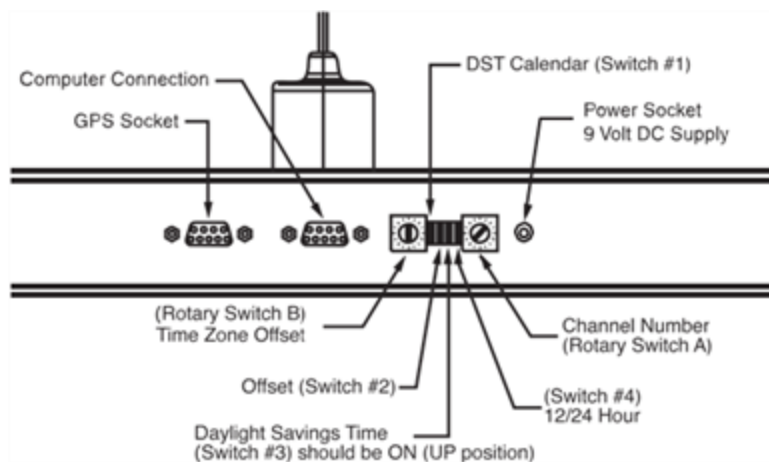 Computer Connection
GPS Socket
DST Calendar (Switch #1)
Power Socket
9 Volt DC Supply
(Rotary Switch B)
Time Zone Offset
Channel Number
(Rotary Switch A)
Offset (Switch #2)
(Switch #4)
12/24 Hour
Daylight Savings Time
(Switch #3) should be ON (UP position)